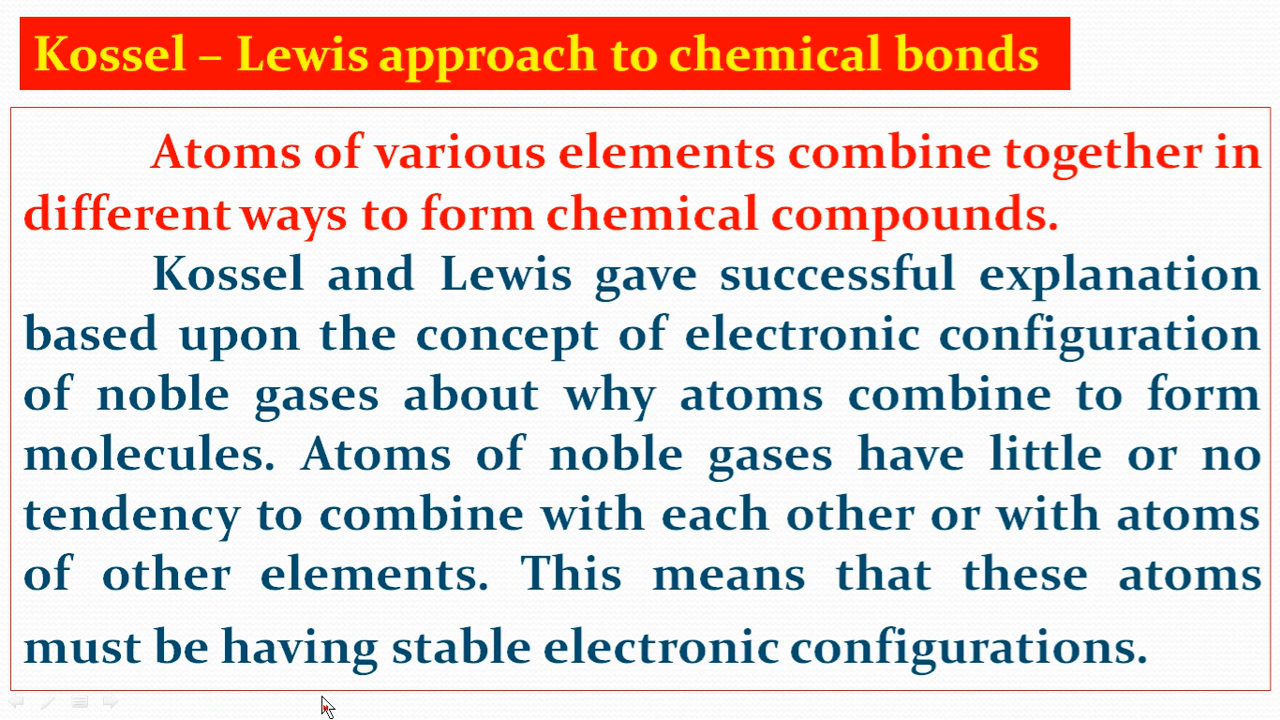 Kossel – Lewis approach to chemical bonds
Atoms of various elements combine together in
different ways to form chemical compounds.
Kossel and Lewis gave successful explanation
based upon the concept of electronic configuration
of noble gases about why atoms combine to form
molecules. Atoms of noble gases have little or no
tendency to combine with each other or with atoms
of other elements. This means that these atoms
must be having stable electronic configurations.